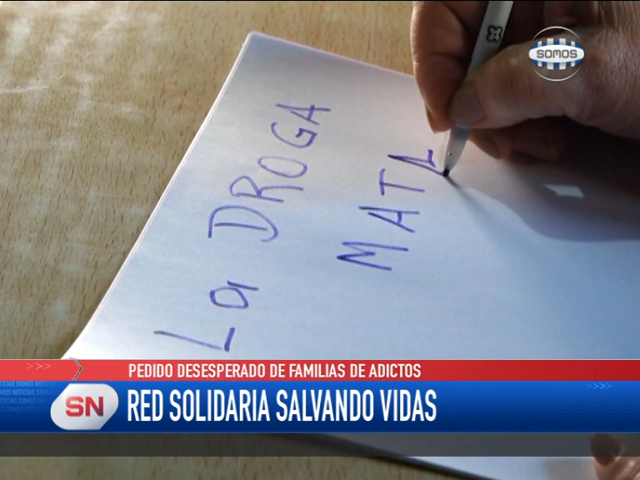 SOMOS
La DROGA
MATA
PEDIDO DESESPERADO DE FAMILIAS DE ADICTOS
SN
RED SOLIDARIA SALVANDO VIDAS